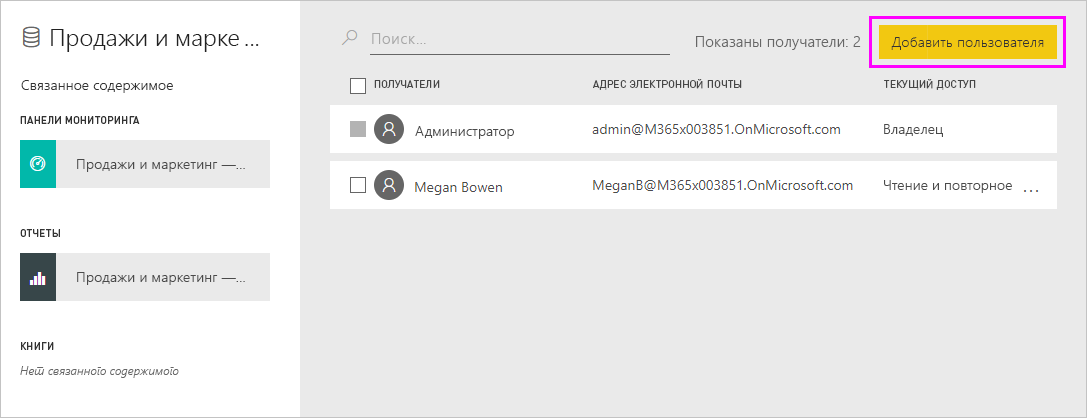 Продажи и марке ...
Связанное содержимое
ПАНЕЛИ МОНИТОРИНГА
Продажи и маркетинг —...
ОТЧЕТЫ
Продажи и маркетинг —...
КНИГИ
Нет связанного содержимого
Поиск...
Показаны получатели: 2
Добавить пользователя
ПОЛУЧАТЕЛИ АДРЕС ЭЛЕКТРОННОЙ ПОЧТЫ ТЕКУЩИЙ ДОСТУП
Администратор admin@M365x003851.OnMicrosoft.com Владелец
Megan Bowen MeganB@M365x003851.OnMicrosoft.com Чтение и повторное ...